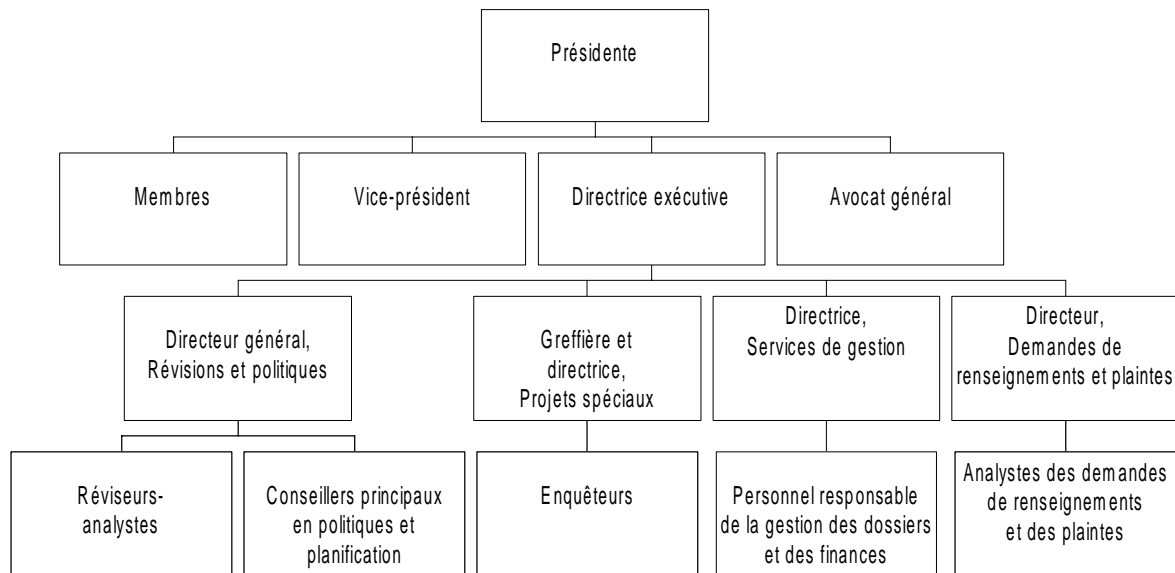 Présidente
Membres
Vice-président
Directrice exécutive
Avocat général
Directeur général,
Révisions et politiques
Greffière et
directrice,
Projets spéciaux
Directrice,
Services de gestion
Directeur,
Demandes de
renseignements et plaintes
Réviseurs-
analystes
Conseillers principaux
en politiques et
planification
Enquêteurs
Personnel responsable
de la gestion des dossiers
et des finances
Analystes des demandes
de renseignements
et des plaintes